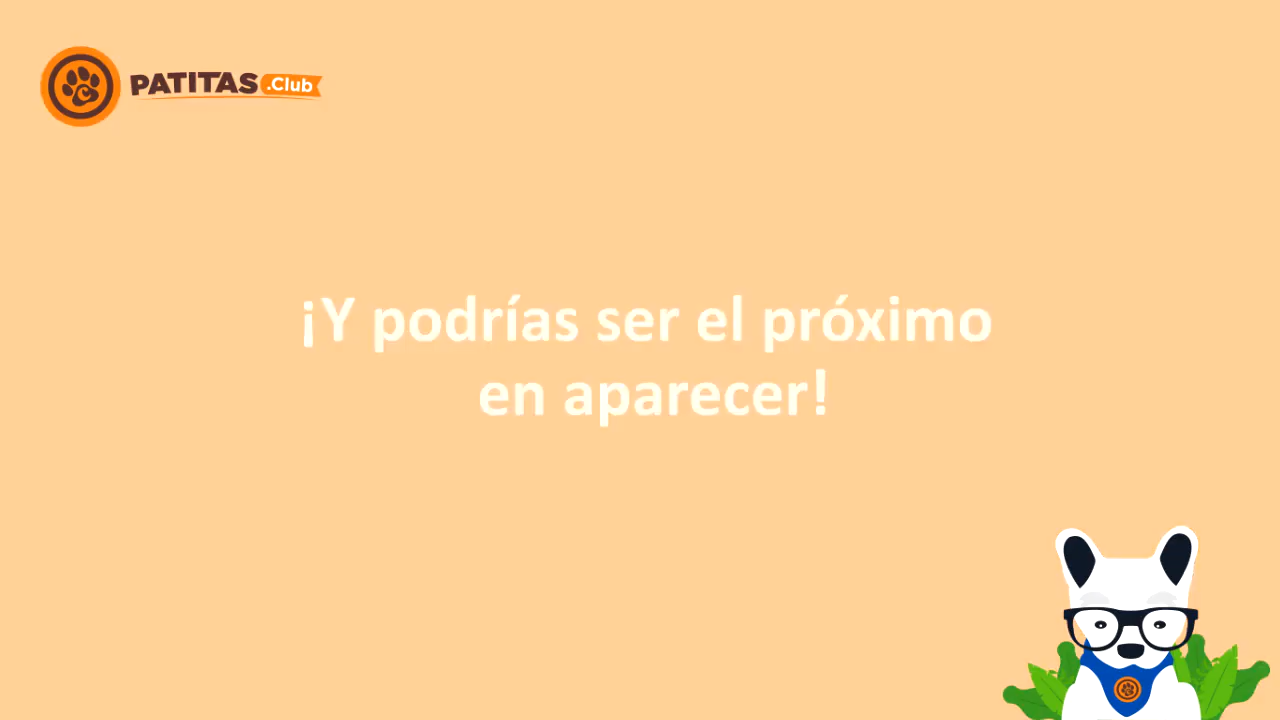 PATITAS .Club
¡Y podrías ser el próximo
en aparecer!